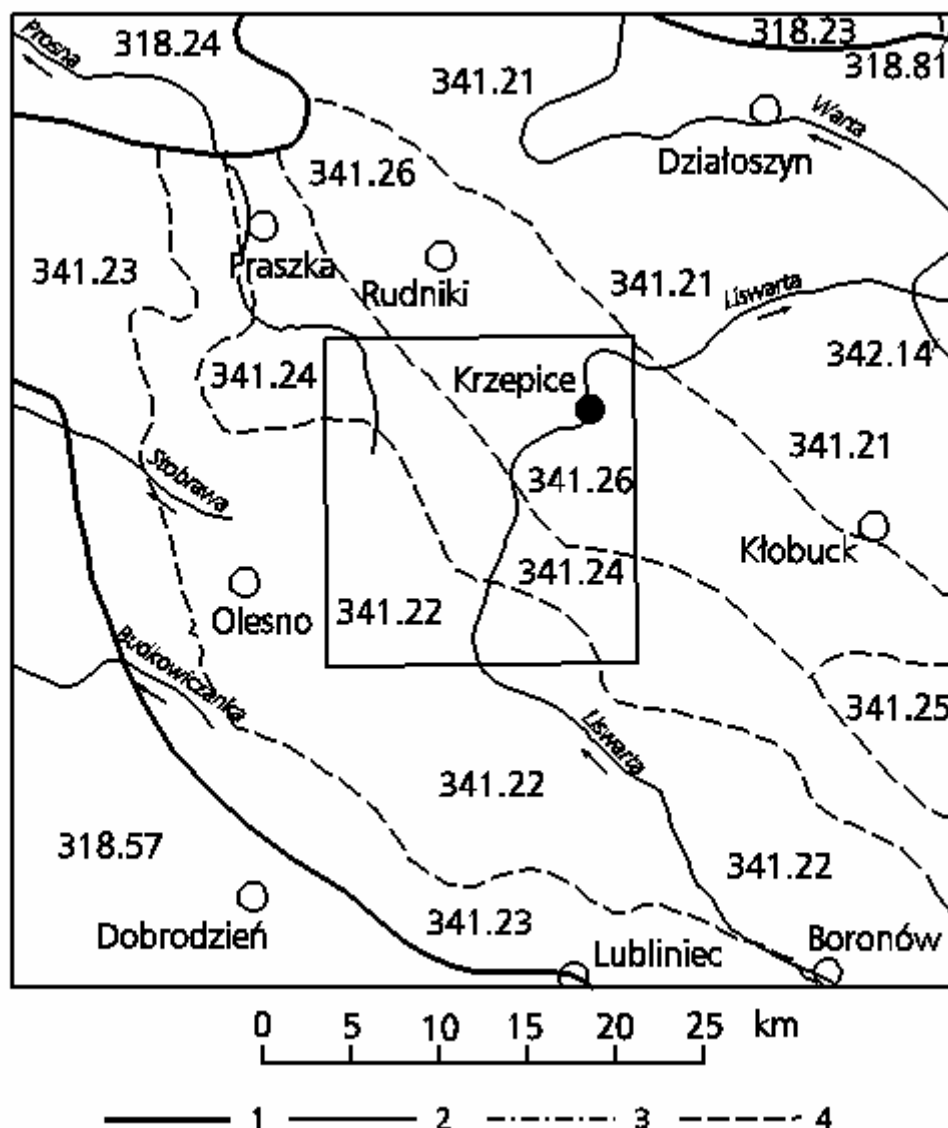 Prosna
318.24
318.23
318.81
341.21
Warta
Działoszyn
341.26
Praszka
341.23
Rudniki
341.21
Liswarta
342.14
341.24
Krzepice
341.21
Stobrawa
341.26
Kłobuck
341.24
Olesno
341.22
Budkowiczanka
341.25
Liswarta
341.22
318.57
341.22
Dobrodzień
341.23
Lubliniec
Boronów
0 5 10 15 20 25 km
1 2 3 4